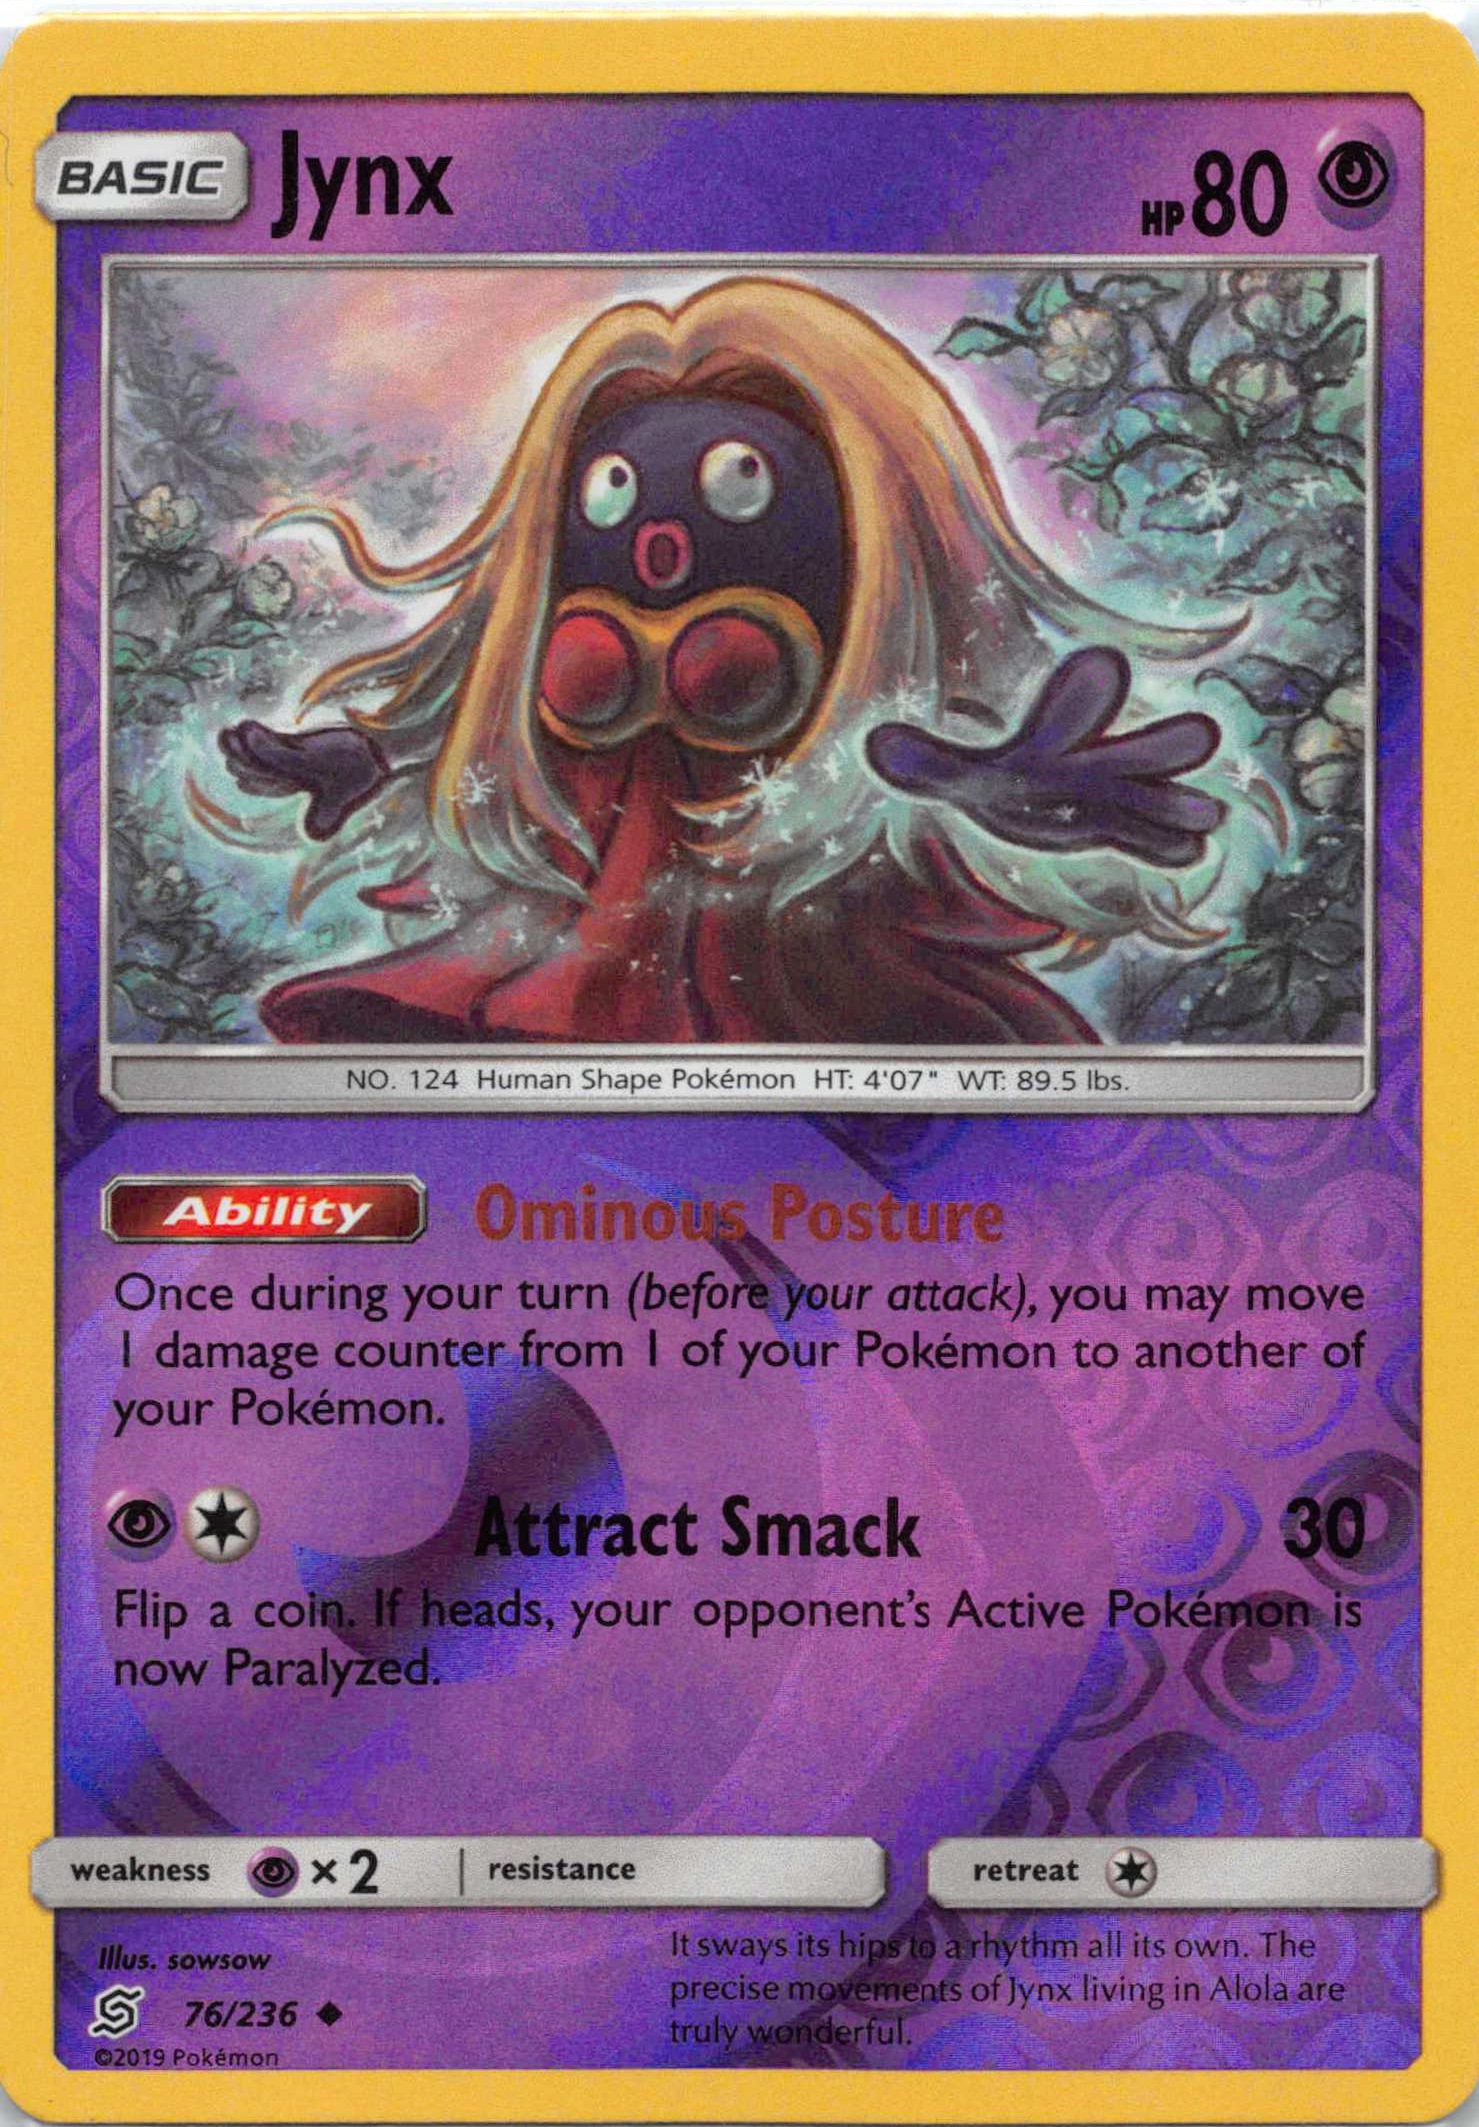 BASIC Jynx HP 80
NO. 124 Human Shape Pokémon HT: 4'07" WT: 89.5 lbs.
Ability Ominous Posture
Once during your turn (before your attack), you may move
1 damage counter from 1 of your Pokémon to another of
your Pokémon.
Attract Smack 30
Flip a coin. If heads, your opponent's Active Pokémon is
now Paralyzed.
weakness ×2 resistance retreat
Illus. sowsow
76/236
©2019 Pokémon
It sways its hips to a rhythm all its own. The
precise movements of Jynx living in Alola are
truly wonderful.